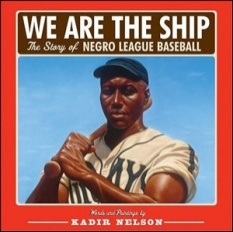 WE ARE THE SHIP
The Story of NEGRO LEAGUE BASEBALL
Words and Paintings by
KADIR NELSON